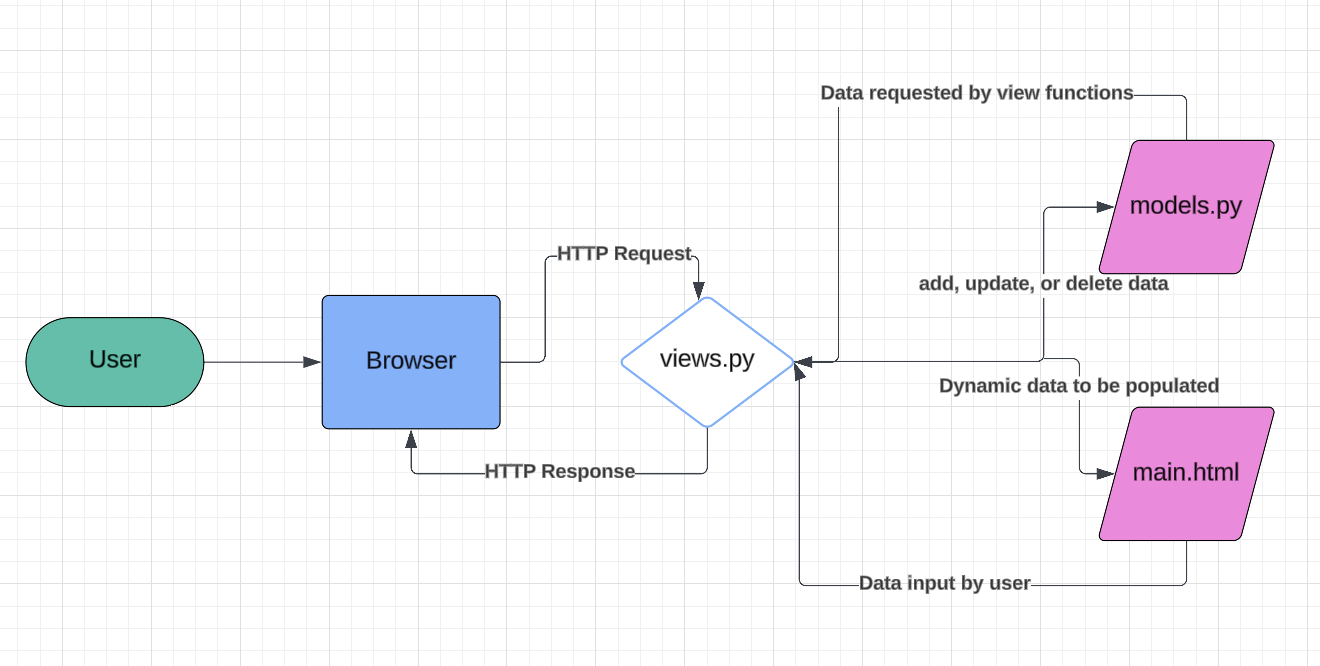 Data requested by view functions
models.py
HTTP Request
add, update, or delete data
User
Browser
views.py
Dynamic data to be populated
HTTP Response
main.html
Data input by user